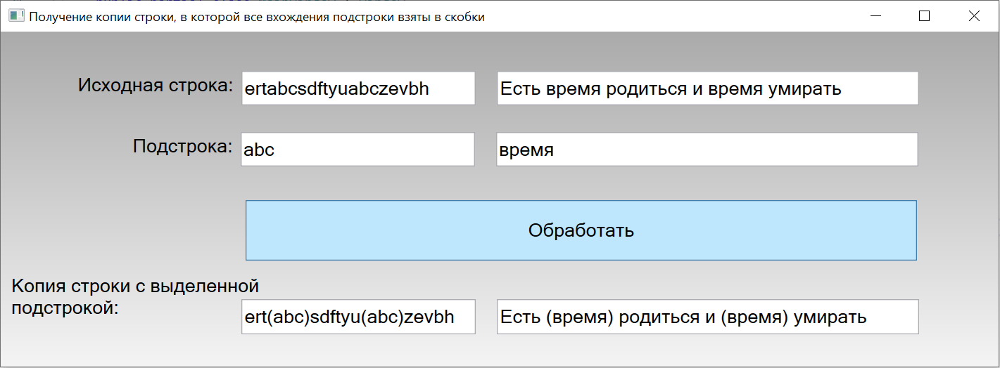 Получение копии строки, в которой все вхождения подстроки взяты в скобки
Исходная строка: ertabcsdftyuabczevbh Есть время родиться и время умирать
Подстрока: abc время
Обработать
Копия строки с выделенной
подстрокой: ert(abc)sdftyu(abc)zevbh Есть (время) родиться и (время) умирать